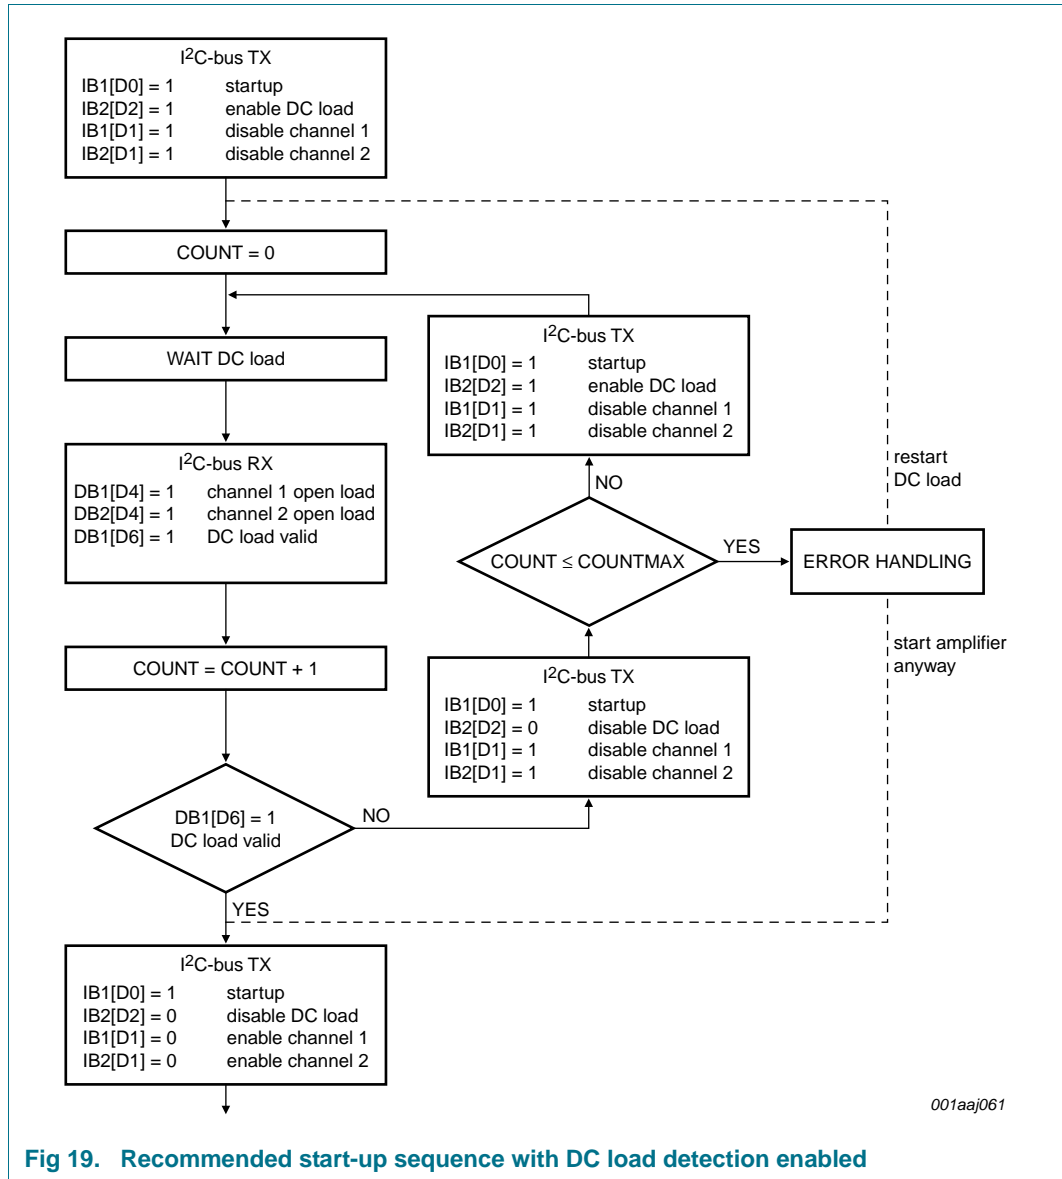 I2C-bus TX
IB1[D0] = 1 startup
IB2[D2] = 1 enable DC load
IB1[D1] = 1 disable channel 1
IB2[D1] = 1 disable channel 2
COUNT = 0
WAIT DC load
I2C-bus RX
DB1[D4] = 1 channel 1 open load
DB2[D4] = 1 channel 2 open load
DB1[D6] = 1 DC load valid
COUNT = COUNT + 1
DB1[D6] = 1
DC load valid
NO
YES
I2C-bus TX
IB1[D0] = 1 startup
IB2[D2] = 0 disable DC load
IB1[D1] = 0 enable channel 1
IB2[D1] = 0 enable channel 2
I2C-bus TX
IB1[D0] = 1 startup
IB2[D2] = 1 enable DC load
IB1[D1] = 1 disable channel 1
IB2[D1] = 1 disable channel 2
NO
COUNT ≤ COUNTMAX
YES
I2C-bus TX
IB1[D0] = 1 startup
IB2[D2] = 0 disable DC load
IB1[D1] = 1 disable channel 1
IB2[D1] = 1 disable channel 2
restart
DC load
ERROR HANDLING
start amplifier
anyway
001aaj061
Fig 19. Recommended start-up sequence with DC load detection enabled